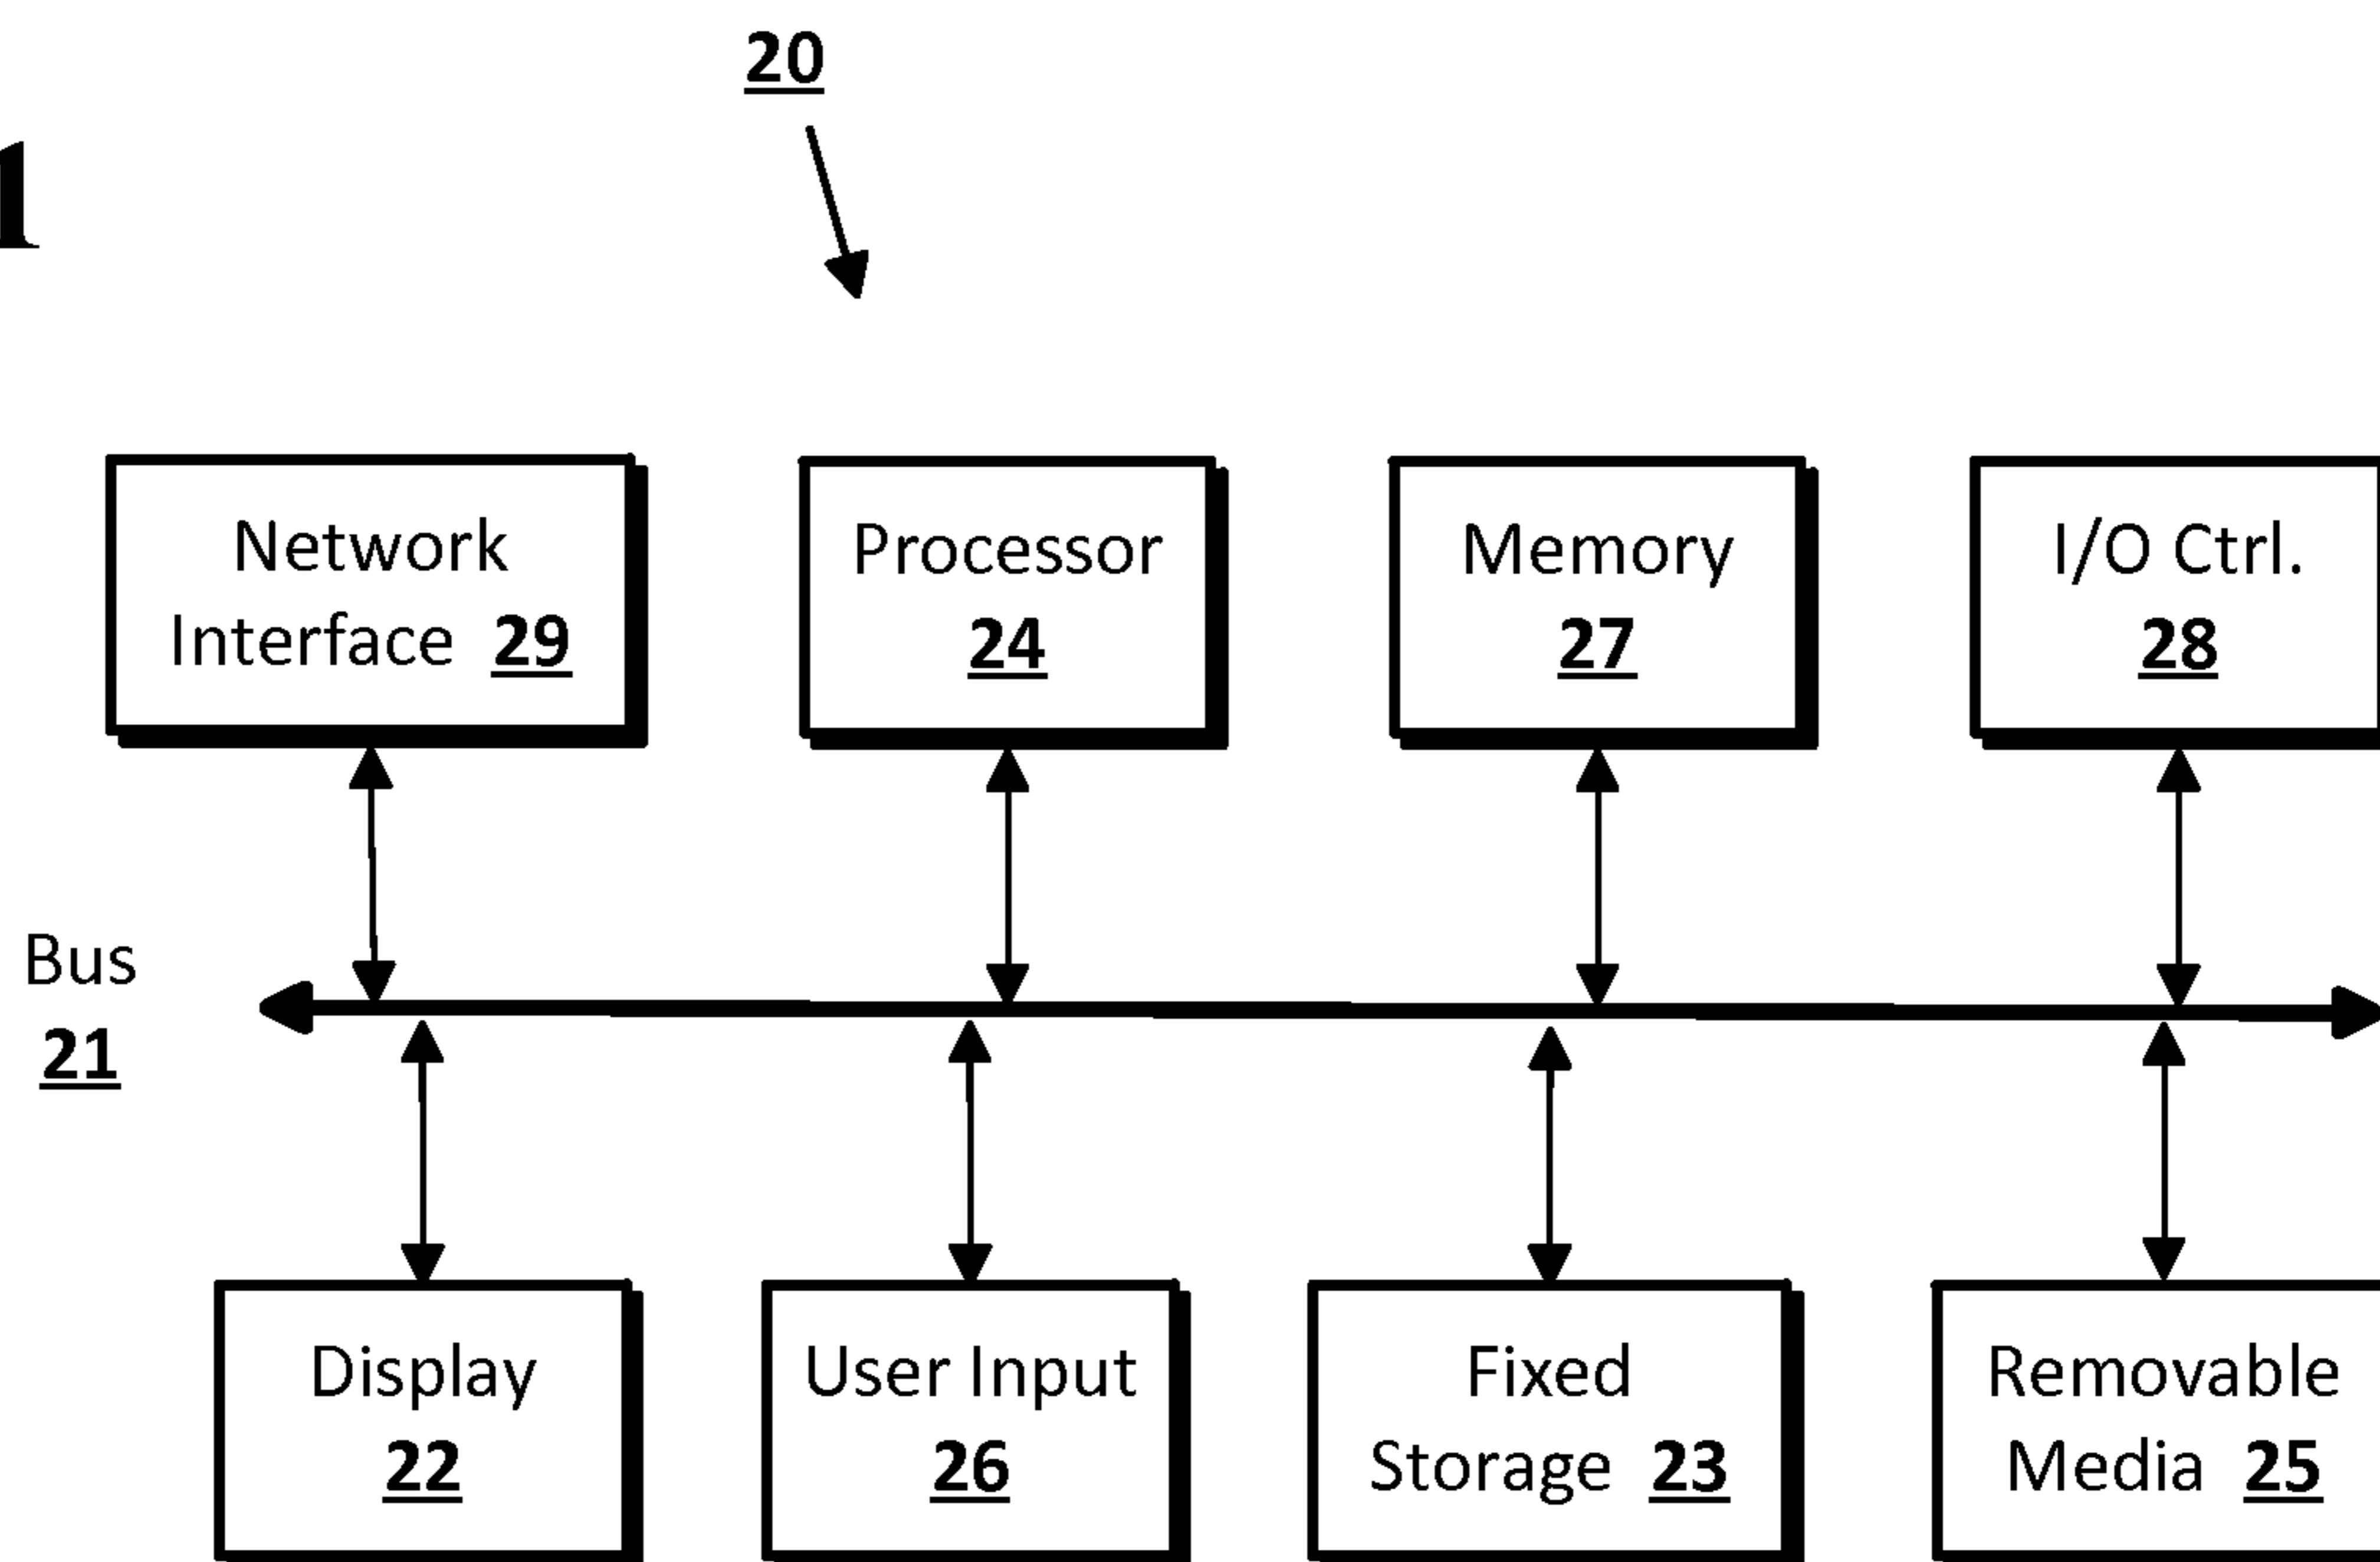 20
1
Network
Interface 29
Processor
24
Memory
27
I/O Ctrl.
28
Bus
21
Display
22
User Input
26
Fixed
Storage 23
Removable
Media 25